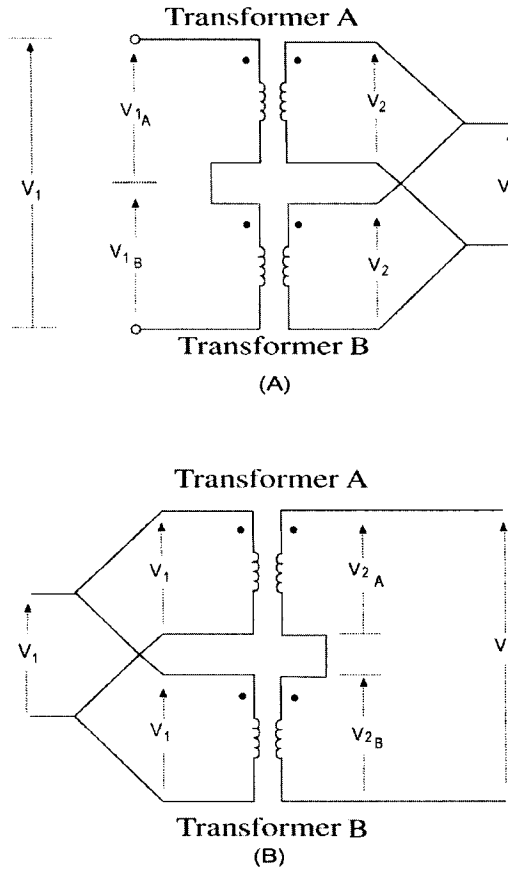 Transformer A
V1A
V2
V1
V
V1B
V2
Transformer B
(A)
Transformer A
V1
V2A
V1
V
V1
V2B
Transformer B
(B)